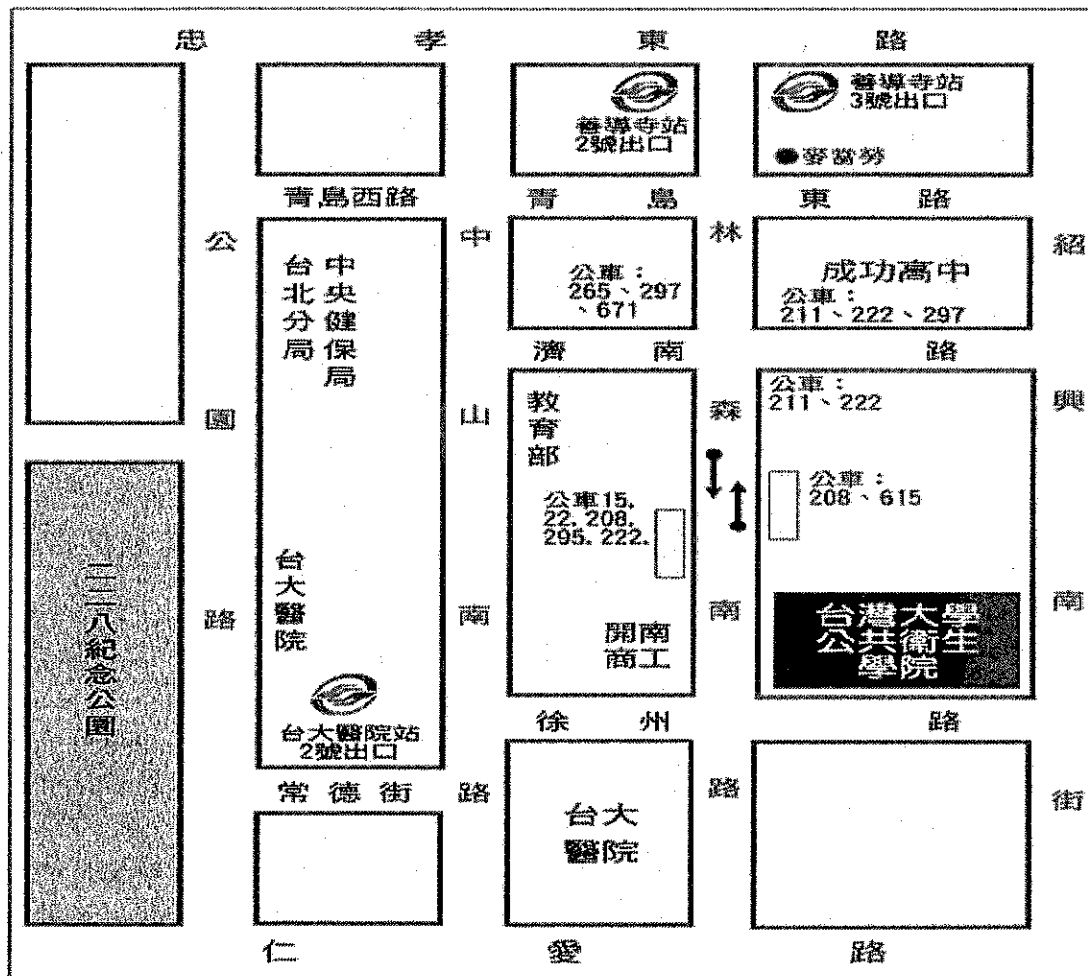 忠孝東路
善導寺站
2號出口
善導寺站
3號出口
●麥當勞
青島西路
青島東路
公園路
中山南路
林森南路
紹興南街
中央健保局
台北分局
公車：
265、297
、671
成功高中
公車：
211、222、297
濟南路
教育部
公車15.
22. 208.
295. 222.
開南
商工
公車：
211、222
公車：
208、615
台灣大學
公共衛生
學院
二二八紀念公園
台大醫院
台大醫院站
2號出口
徐州路
常德街
台大
醫院
仁愛路